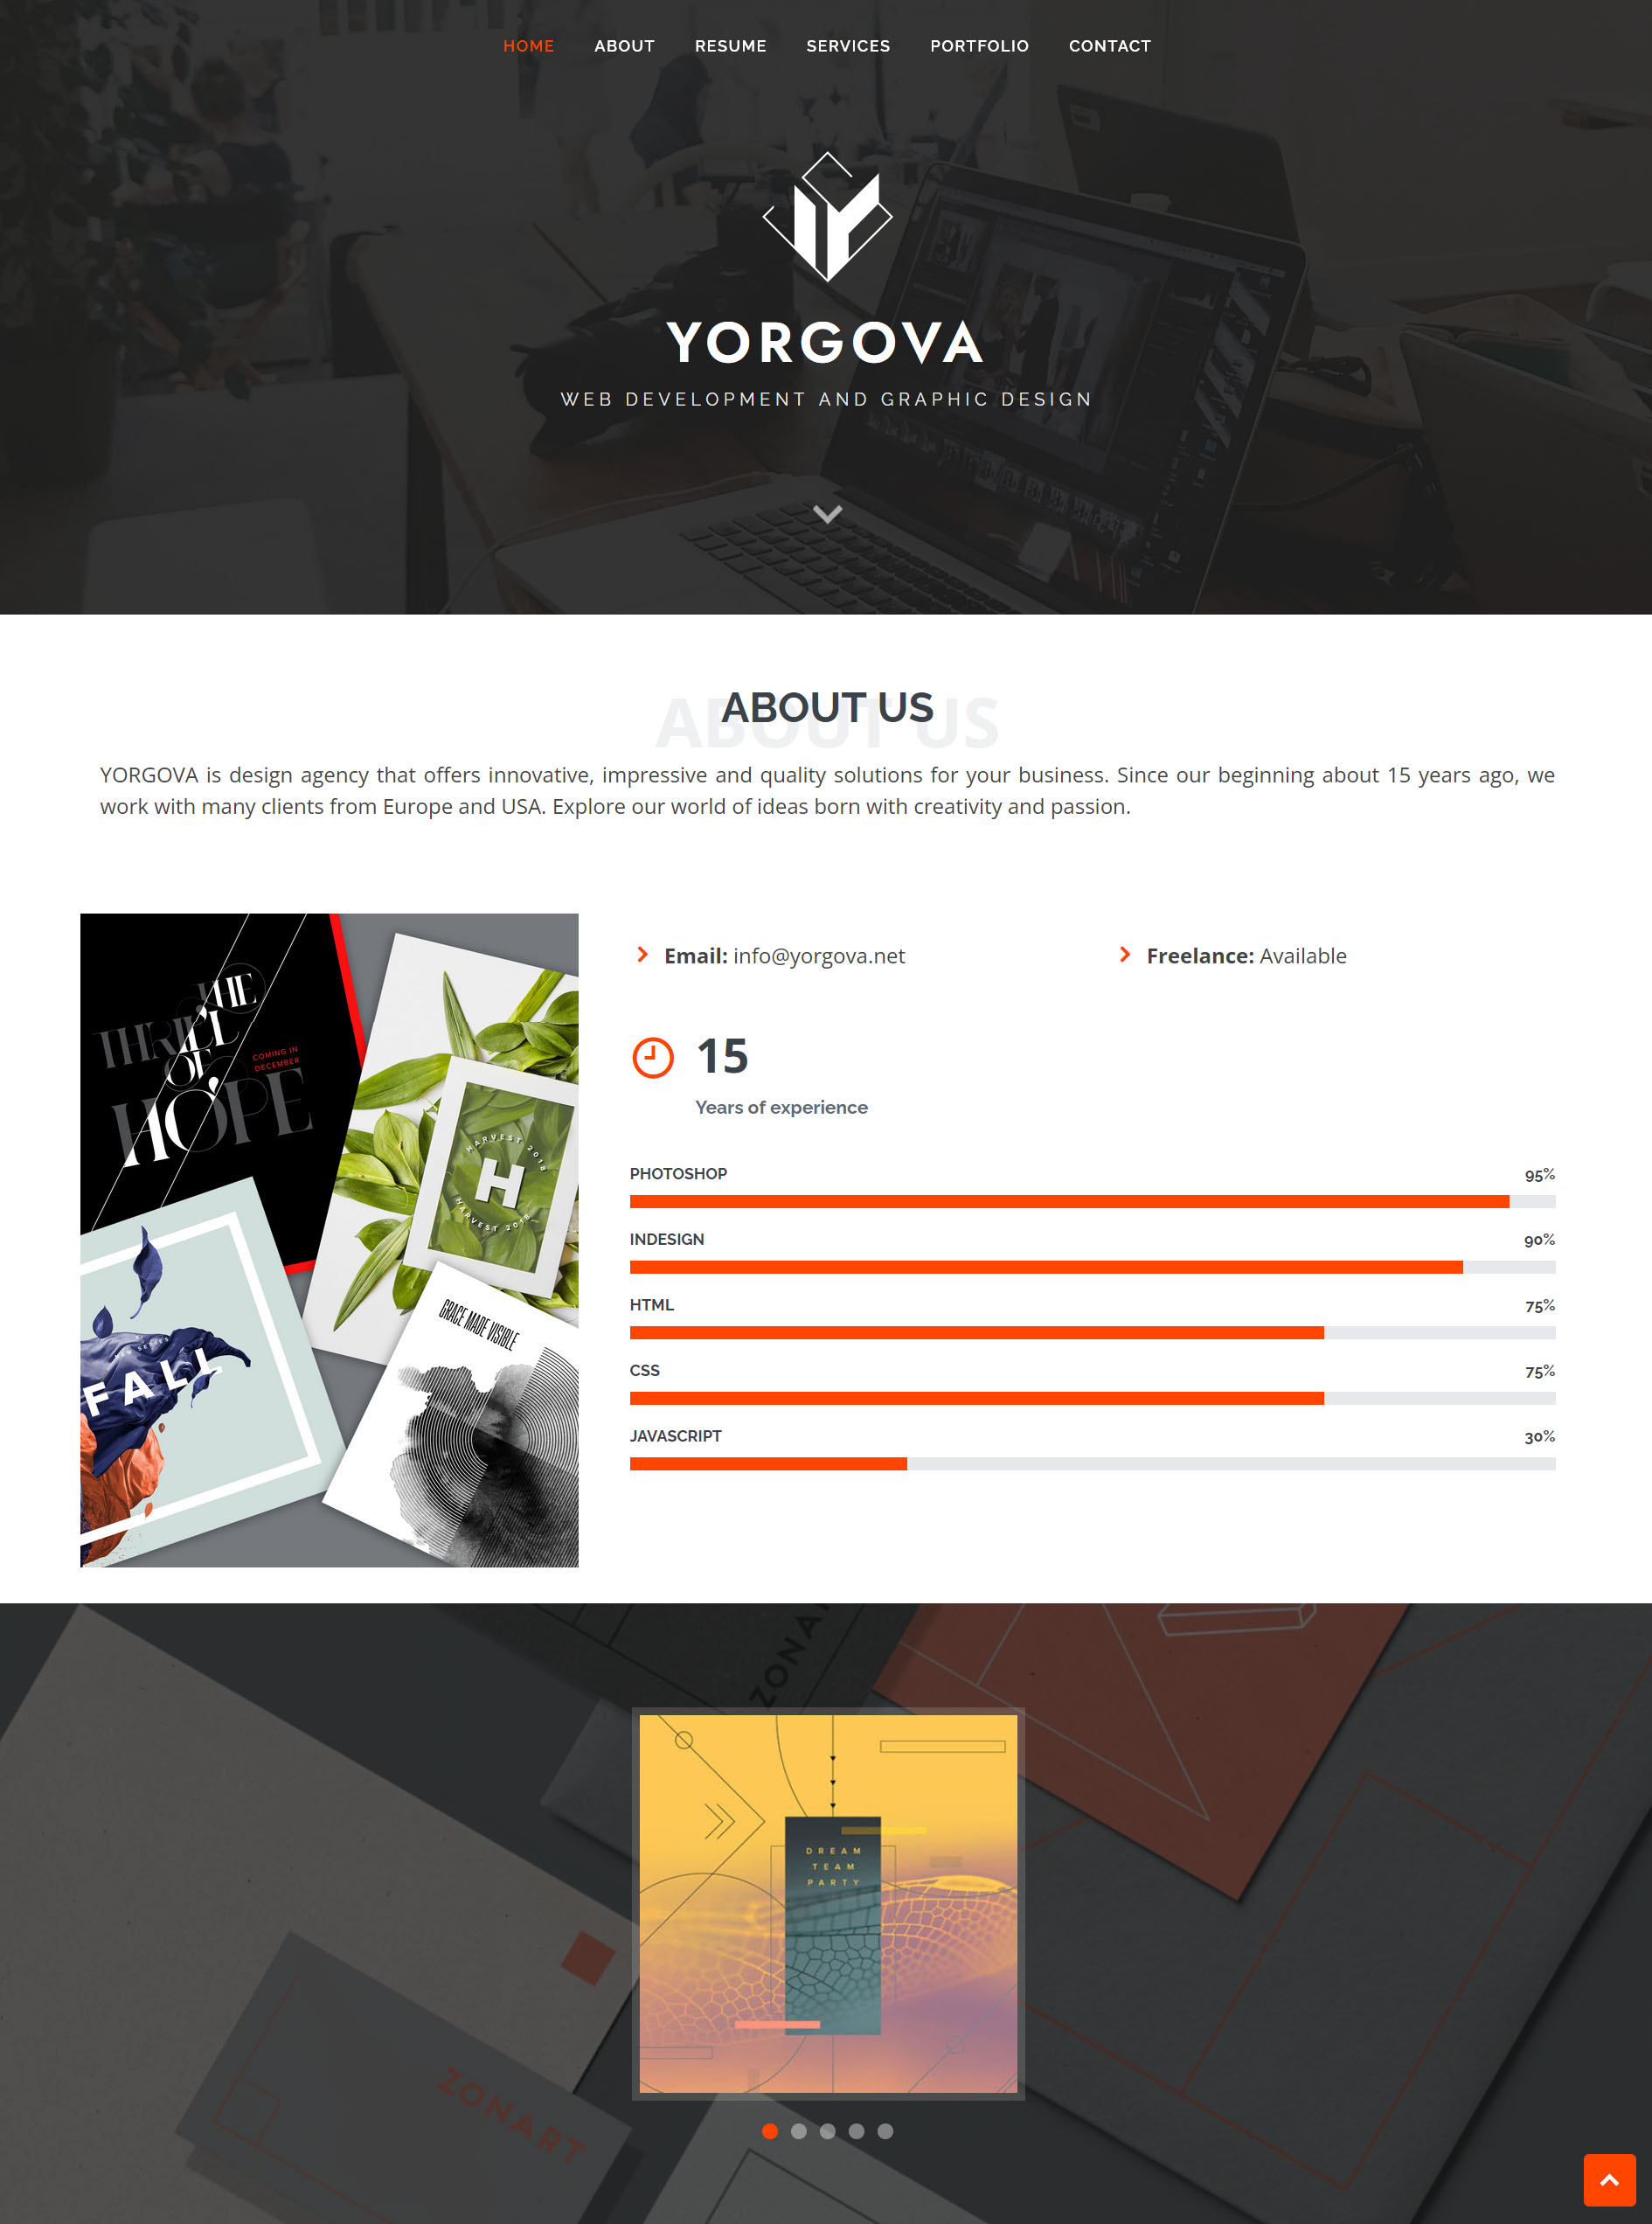 HOME ABOUT RESUME SERVICES PORTFOLIO CONTACT
YORGOVA
WEB DEVELOPMENT AND GRAPHIC DESIGN
ABOUT US
ABOUT US
YORGOVA is design agency that offers innovative, impressive and quality solutions for your business. Since our beginning about 15 years ago, we
work with many clients from Europe and USA. Explore our world of ideas born with creativity and passion.
THE
THRILL
OF
HOPE
COMING IN
DECEMBER
HARVEST 2018
H
HARVEST 2018
NEW SERIES
FALL
GRACE MADE VISIBLE
Email: info@yorgova.net
Freelance: Available
15
Years of experience
PHOTOSHOP 95%
INDESIGN 90%
HTML 75%
CSS 75%
JAVASCRIPT 30%
DREAM
TEAM
PARTY
ZONART